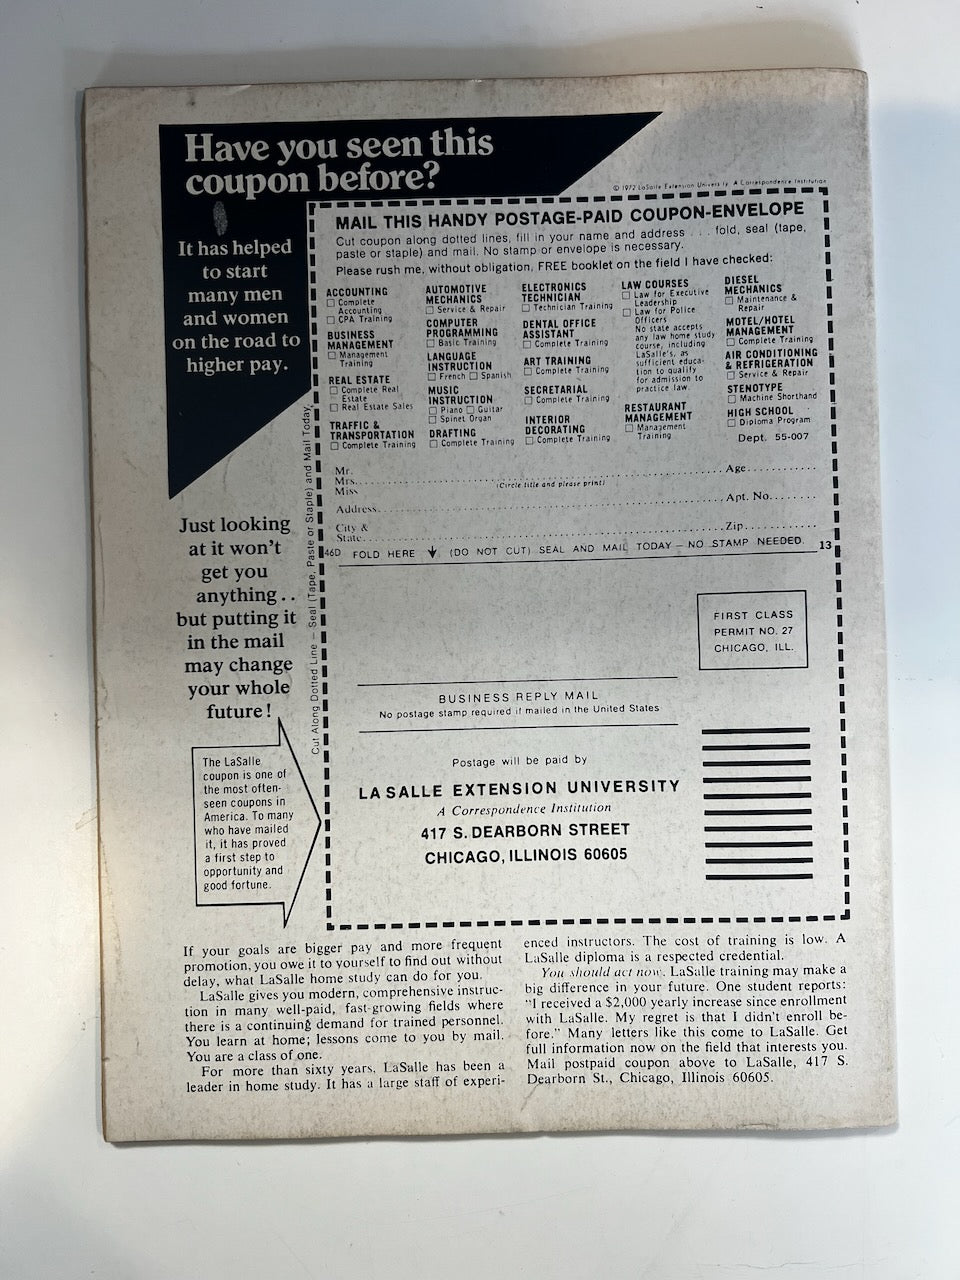 Have you seen this
coupon before?
It has helped
to start
many men
and women
on the road to
higher pay.
© 1972 LaSalle Extension University A Correspondence Institution
MAIL THIS HANDY POSTAGE-PAID COUPON-ENVELOPE
Cut coupon along dotted lines, fill in your name and address . . . fold, seal (tape,
paste or staple) and mail. No stamp or envelope is necessary.
Please rush me, without obligation, FREE booklet on the field I have checked:
ACCOUNTING
Complete
Accounting
CPA Training
BUSINESS
MANAGEMENT
Management
Training
REAL ESTATE
Complete Real
Estate
Real Estate Sales
TRAFFIC &
TRANSPORTATION
Complete Training
AUTOMOTIVE
MECHANICS
Service & Repair
COMPUTER
PROGRAMMING
Basic Training
LANGUAGE
INSTRUCTION
French Spanish
MUSIC
INSTRUCTION
Piano Guitar
Spinet Organ
DRAFTING
Complete Training
ELECTRONICS
TECHNICIAN
Technician Training
DENTAL OFFICE
ASSISTANT
Complete Training
ART TRAINING
Complete Training
SECRETARIAL
Complete Training
INTERIOR
DECORATING
Complete Training
LAW COURSES
Law for Executive
Leadership
Law for Police
Officers
No state accepts
any law home study
course, including
LaSalle's, as
sufficient educa-
tion to qualify
for admission to
practice law.
RESTAURANT
MANAGEMENT
Management
Training
DIESEL
MECHANICS
Maintenance &
Repair
MOTEL/HOTEL
MANAGEMENT
Complete Training
AIR CONDITIONING
& REFRIGERATION
Service & Repair
STENOTYPE
Machine Shorthand
HIGH SCHOOL
Diploma Program
Dept. 55-007
Mr.
Mrs. Age
Miss (Circle title and please print)
Address Apt. No.
City &
State Zip
46D FOLD HERE (DO NOT CUT) SEAL AND MAIL TODAY — NO STAMP NEEDED. 13
Cut Along Dotted Line — Seal (Tape, Paste or Staple) and Mail Today
Just looking
at it won't
get you
anything . .
but putting it
in the mail
may change
your whole
future!
The LaSalle
coupon is one of
the most often-
seen coupons in
America. To many
who have mailed
it, it has proved
a first step to
opportunity and
good fortune.
FIRST CLASS
PERMIT NO. 27
CHICAGO, ILL.
BUSINESS REPLY MAIL
No postage stamp required if mailed in the United States
Postage will be paid by
LASALLE EXTENSION UNIVERSITY
A Correspondence Institution
417 S. DEARBORN STREET
CHICAGO, ILLINOIS 60605
If your goals are bigger pay and more frequent
promotion, you owe it to yourself to find out without
delay, what LaSalle home study can do for you.
LaSalle gives you modern, comprehensive instruc-
tion in many well-paid, fast-growing fields where
there is a continuing demand for trained personnel.
You learn at home; lessons come to you by mail.
You are a class of one.
For more than sixty years, LaSalle has been a
leader in home study. It has a large staff of experi-
enced instructors. The cost of training is low. A
LaSalle diploma is a respected credential.
You should act now. LaSalle training may make a
big difference in your future. One student reports:
"I received a $2,000 yearly increase since enrollment
with LaSalle. My regret is that I didn't enroll be-
fore." Many letters like this come to LaSalle. Get
full information now on the field that interests you.
Mail postpaid coupon above to LaSalle, 417 S.
Dearborn St., Chicago, Illinois 60605.